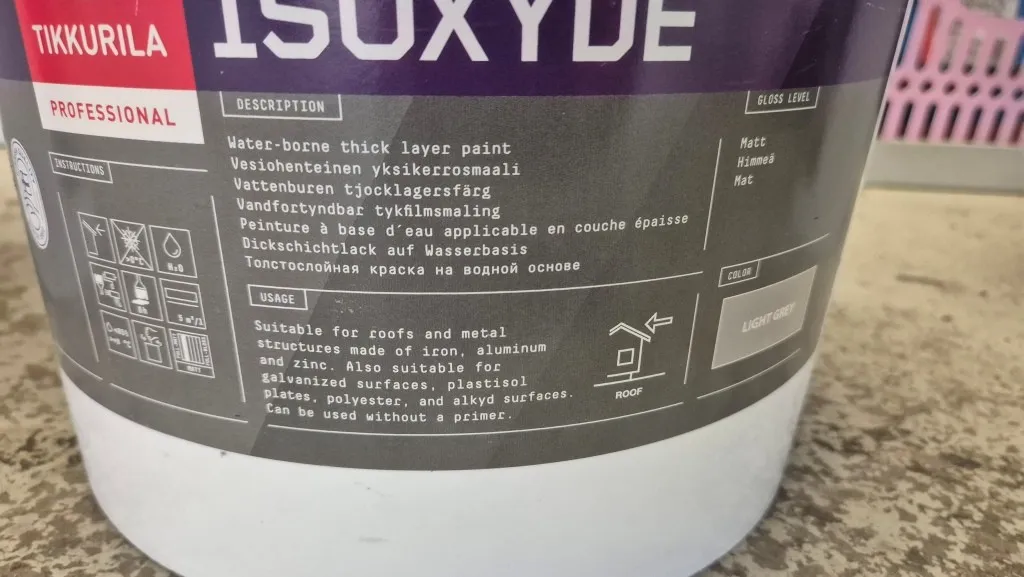 TIKKURILA
ISOXYDE
PROFESSIONAL
DESCRIPTION
GLOSS LEVEL
Water-borne thick layer paint
Vesiohenteinen yksikerrosmaali
Vattenburen tjocklagersfärg
Vandfortyndbar tykfilmsmaling
Peinture à base d´eau applicable en couche épaisse
Dickschichtlack auf Wasserbasis
Толстослойная краска на водной основе
Matt
Himmeä
Mat
INSTRUCTIONS
H₂O
COLOR
LIGHT GREY
USAGE
Suitable for roofs and metal
structures made of iron, aluminum
and zinc. Also suitable for
galvanized surfaces, plastisol
plates, polyester, and alkyd surfaces.
Can be used without a primer.
ROOF
MATT